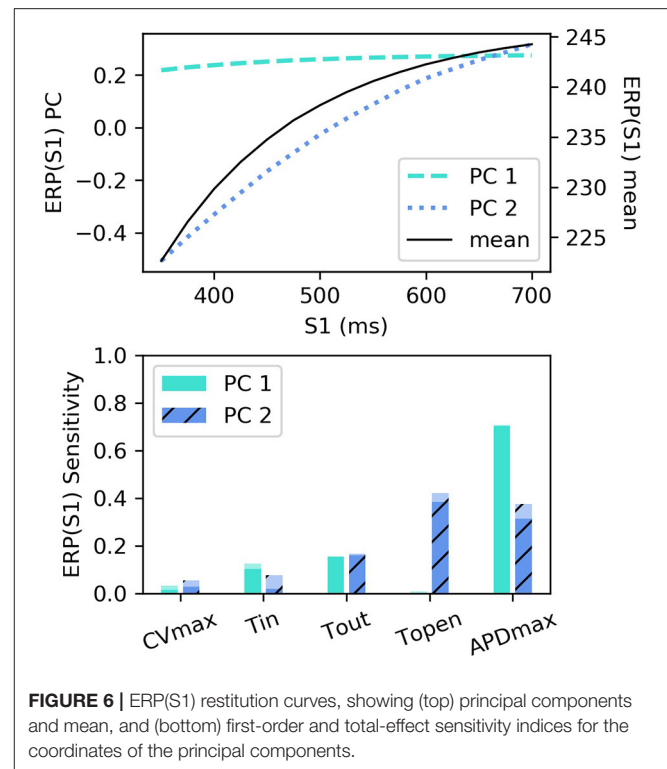 ERP(S1) PC
0.2
0.0
−0.2
−0.4
245
240
235
230
225
ERP(S1) mean
PC 1
PC 2
mean
400
500
600
700
S1 (ms)
ERP(S1) Sensitivity
1.0
0.8
0.6
0.4
0.2
0.0
PC 1
PC 2
CVmax
Tin
Tout
Topen
APDmax
FIGURE 6 | ERP(S1) restitution curves, showing (top) principal components
and mean, and (bottom) first-order and total-effect sensitivity indices for the
coordinates of the principal components.